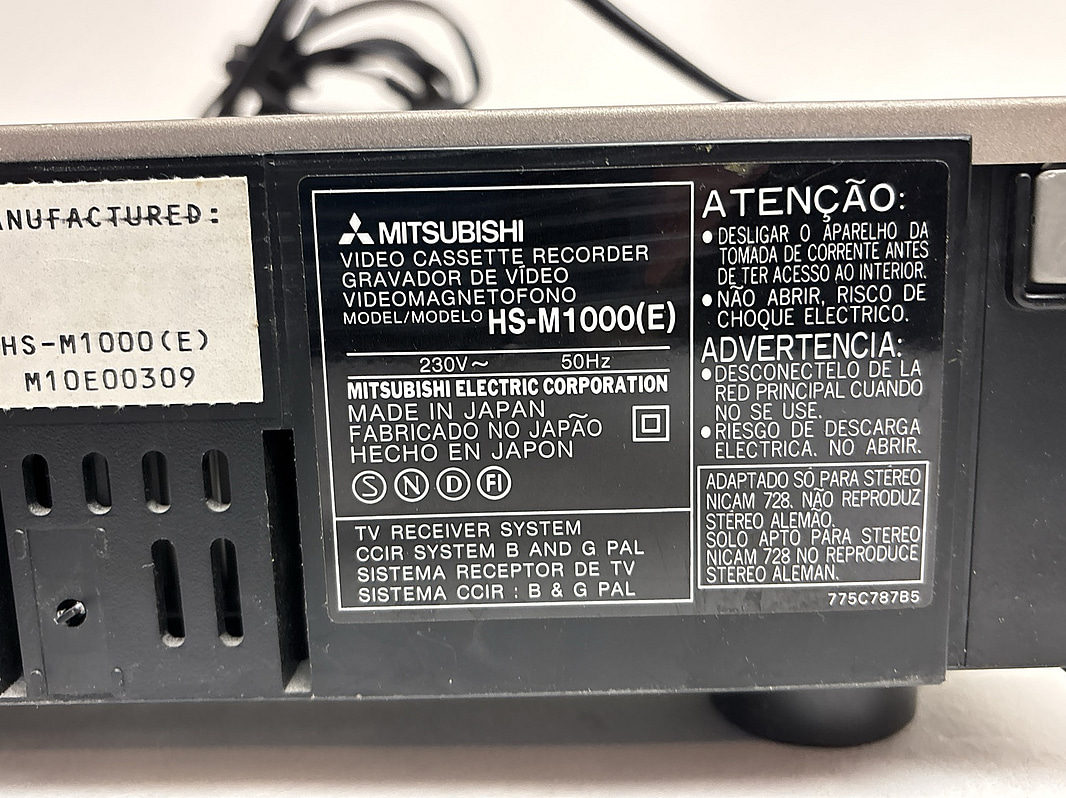 ANUFACTURED:
HS-M1000(E)
M10E00309
MITSUBISHI
VIDEO CASSETTE RECORDER
GRAVADOR DE VÍDEO
VIDEOMAGNETOFONO
MODEL/MODELO HS-M1000(E)
230V~ 50Hz
MITSUBISHI ELECTRIC CORPORATION
MADE IN JAPAN
FABRICADO NO JAPÃO
HECHO EN JAPON
S N D FI
TV RECEIVER SYSTEM
CCIR SYSTEM B AND G PAL
SISTEMA RECEPTOR DE TV
SISTEMA CCIR : B & G PAL
ATENÇÃO:
● DESLIGAR O APARELHO DA
TOMADA DE CORRENTE ANTES
DE TER ACESSO AO INTERIOR.
● NÃO ABRIR, RISCO DE
CHOQUE ELECTRICO.
ADVERTENCIA:
● DESCONECTELO DE LA
RED PRINCIPAL CUANDO
NO SE USE.
● RIESGO DE DESCARGA
ELECTRICA. NO ABRIR.
ADAPTADO SÓ PARA STÉREO
NICAM 728. NÃO REPRODUZ
STÉREO ALEMÃO.
SOLO APTO PARA STEREO
NICAM 728 NO REPRODUCE
STEREO ALEMAN.
775C787B5